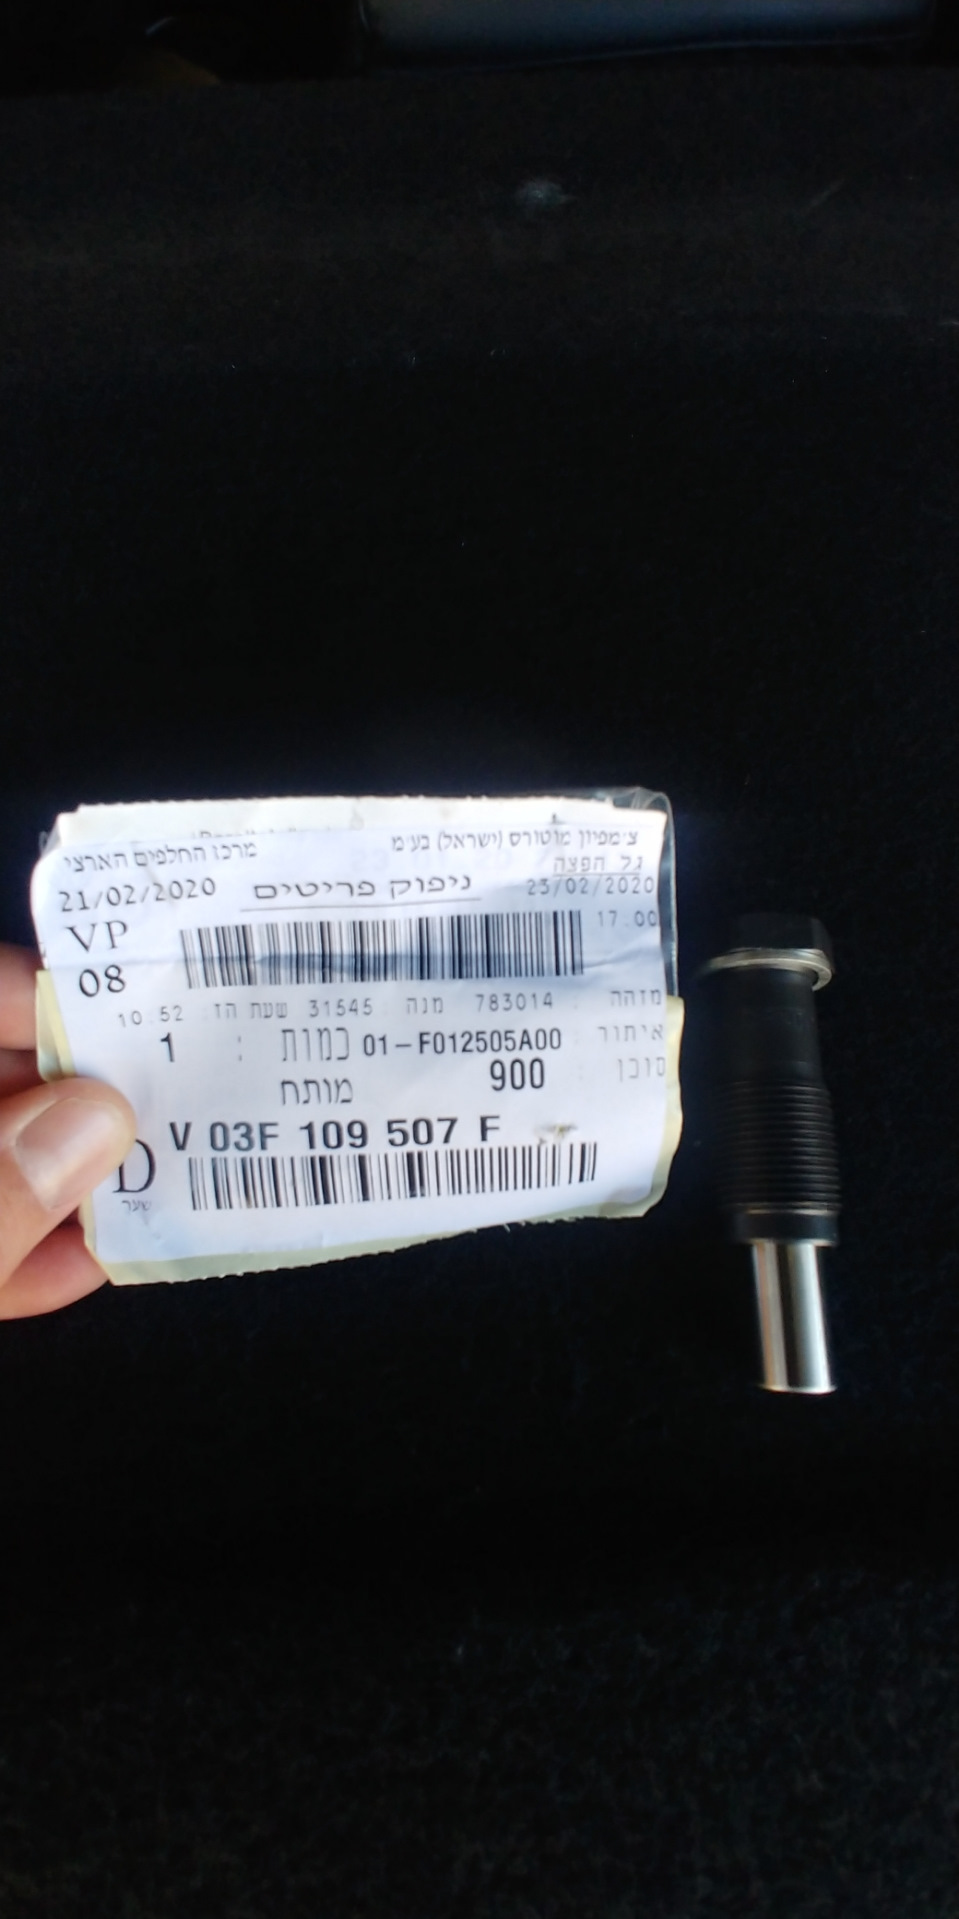 צ׳מפיון מוטורס (ישראל) בע״מ
מרכז החלפים הארצי
גל הפצה
23/02/2020
ניפוק פריטים
21/02/2020
17:00
VP
08
מזהה : 783014 מנה : 31545 שעת הז: 10:52
איתור : 01-F012505A00 כמות : 1
סוכן : 900 מותח
V 03F 109 507 F
D
שער